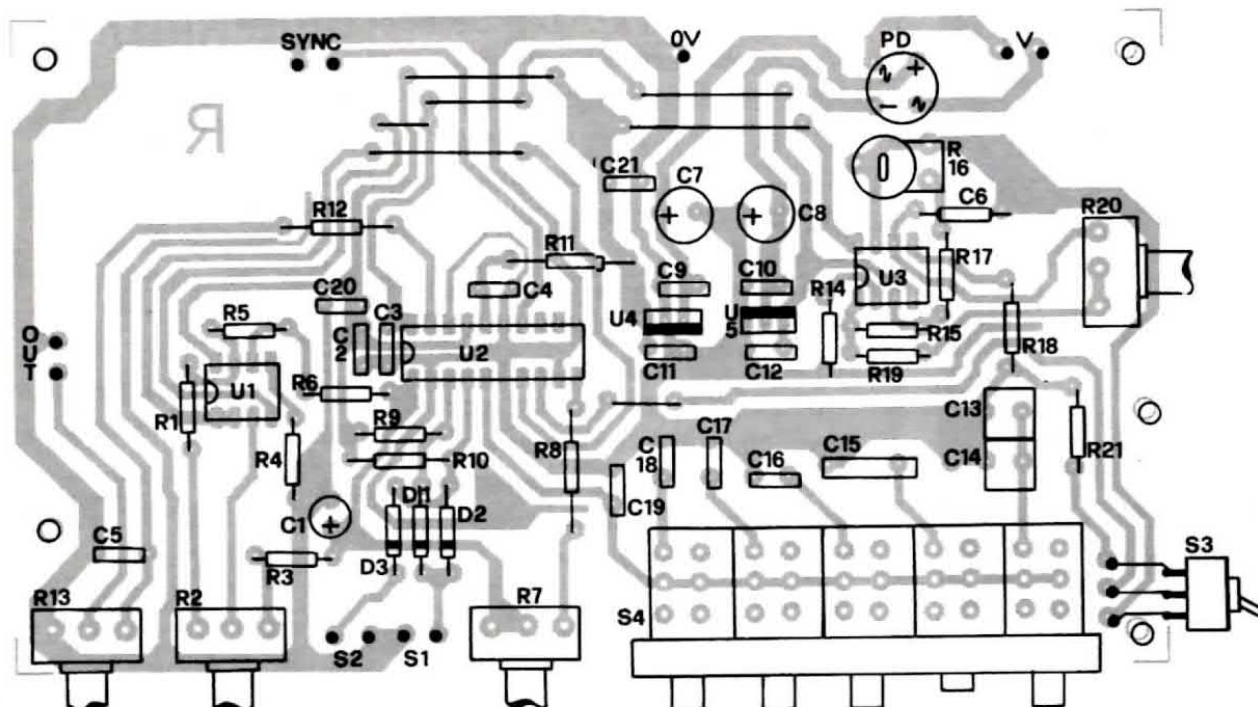 SYNC
0V
PD
V
R
R
16
C21
C7
C8
C6
R20
R12
R11
R17
C9
C10
U3
R14
C20
C3
C4
U4
U
5
R15
R5
C
2
U2
R18
O
U
T
C11
C12
R19
U1
R6
R1
C13
R9
C17
R4
R10
R8
C
18
C15
C14
R21
C16
D1
C1
D2
C19
C5
R3
D3
S3
R13
R2
R7
S4
S2
S1
+
+
+
+
−